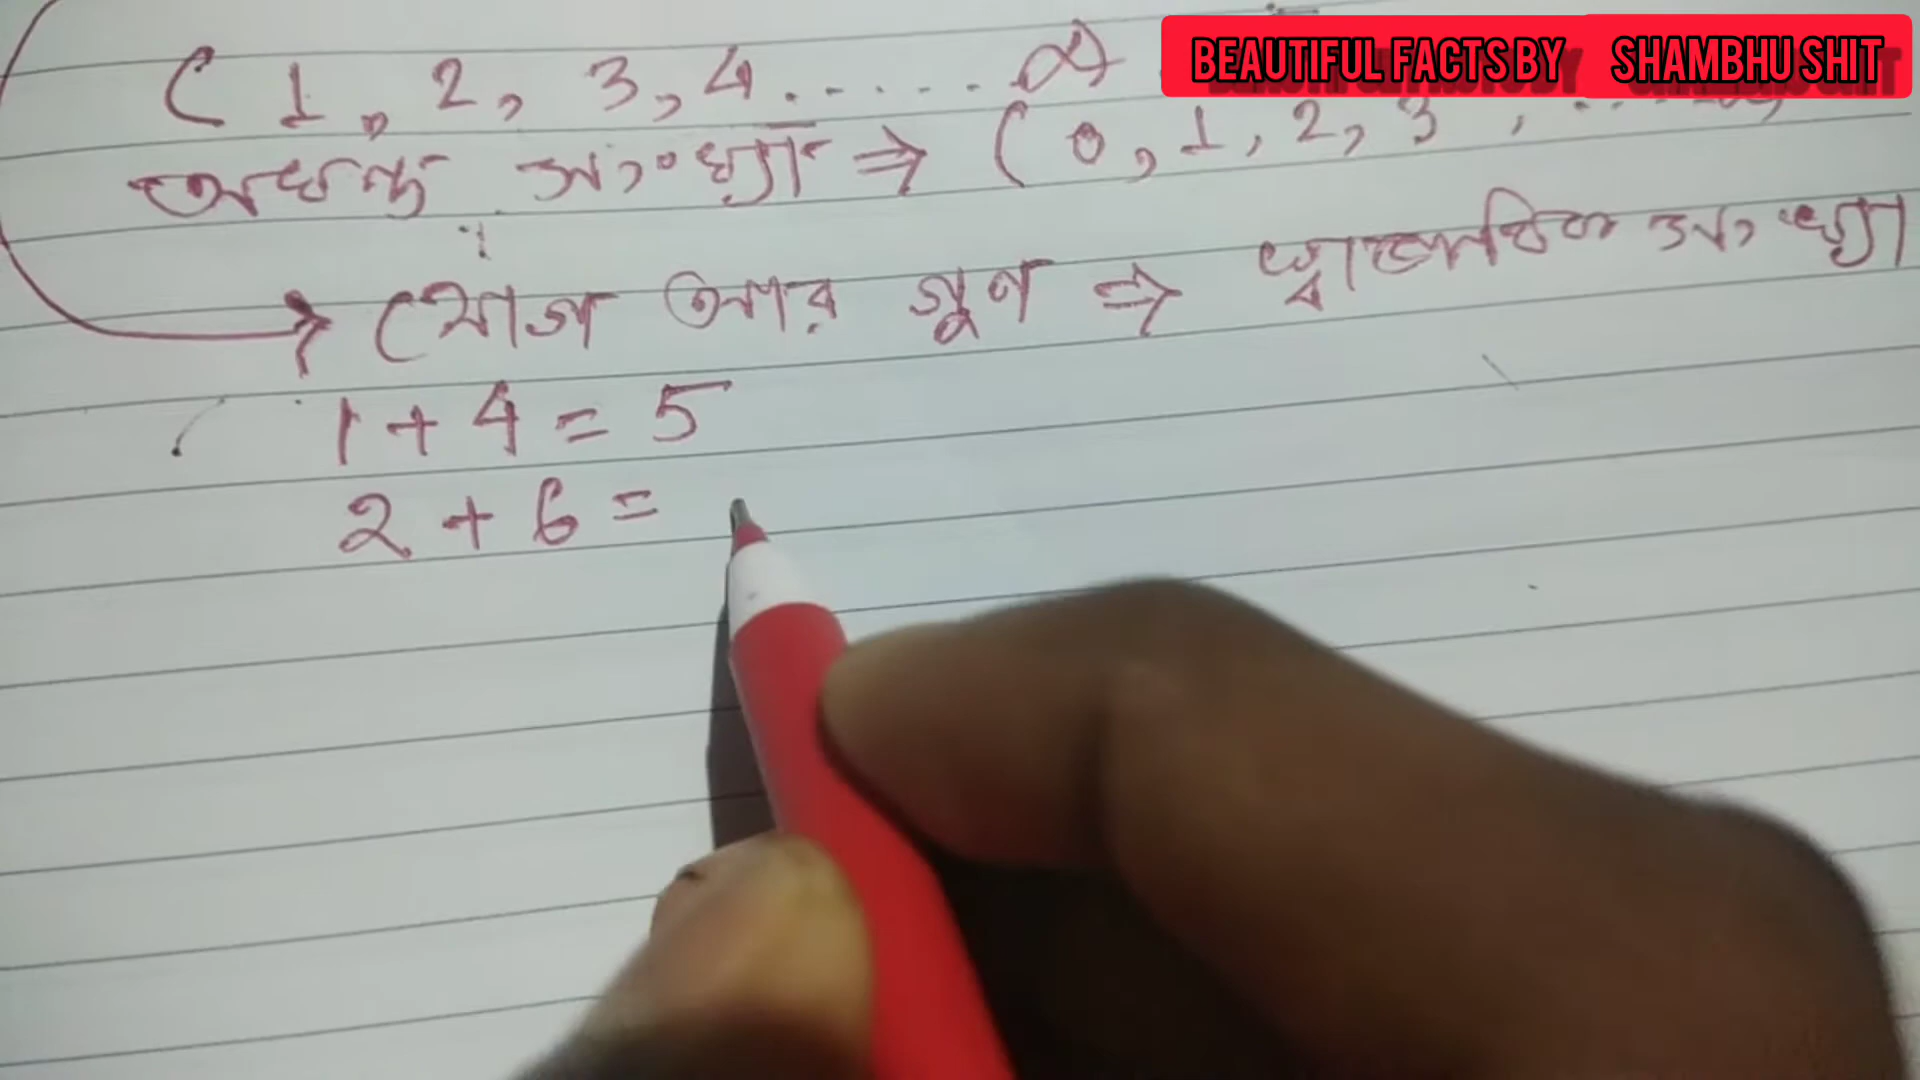 BEAUTIFUL FACTS BY SHAMBHU SHIT
( 1, 2, 3, 4 . . . . . . ∝
অখন্ড সংখ্যা ⇒ ( 0, 1, 2, 3 , . . . . ∝,
যোগ আর গুণ ⇒ স্বাভাবিক সংখ্যা
1 + 4 = 5
2 + 6 =